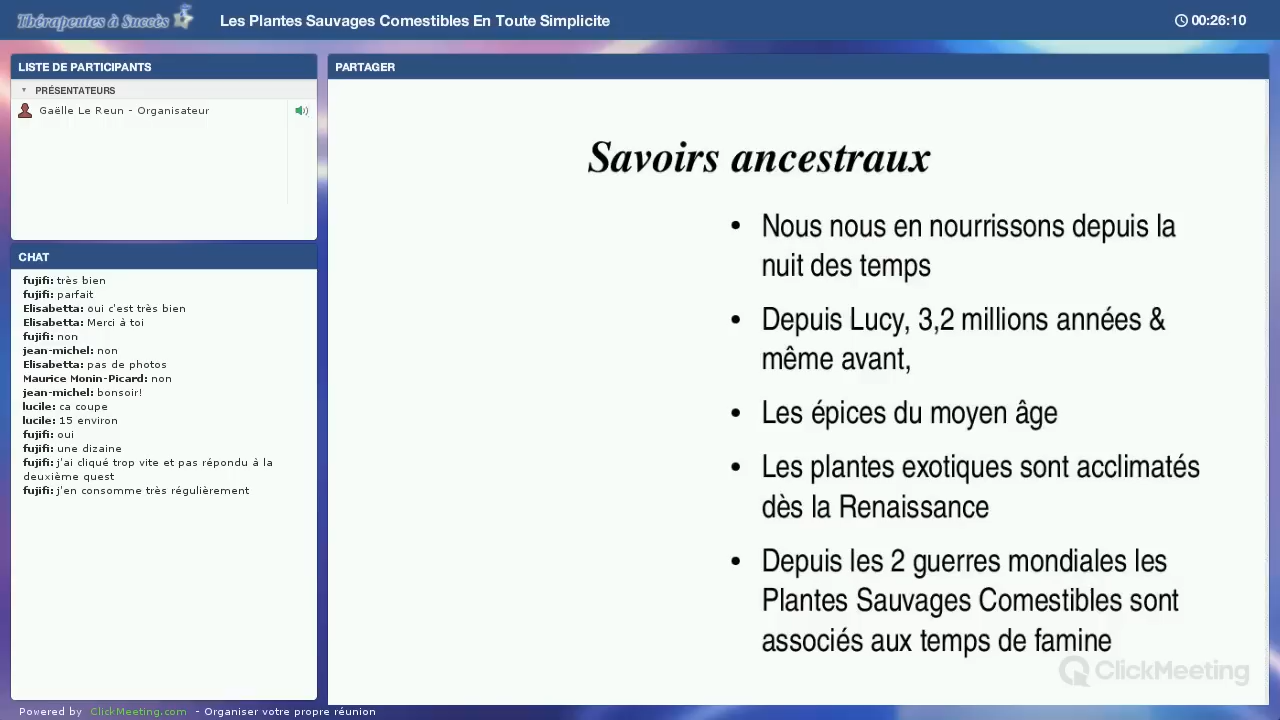 Thérapeutes à Succès
Les Plantes Sauvages Comestibles En Toute Simplicite
00:26:10
LISTE DE PARTICIPANTS
PRÉSENTATEURS
Gaëlle Le Reun - Organisateur
CHAT
fujifi: très bien
fujifi: parfait
Elisabetta: oui c'est très bien
Elisabetta: Merci à toi
fujifi: non
jean-michel: non
Elisabetta: pas de photos
Maurice Monin-Picard: non
jean-michel: bonsoir!
lucile: ca coupe
lucile: 15 environ
fujifi: oui
fujifi: une dizaine
fujifi: j'ai cliqué trop vite et pas répondu à la
deuxième quest
fujifi: j'en consomme très régulièrement
PARTAGER
Savoirs ancestraux
• Nous nous en nourrissons depuis la
nuit des temps
• Depuis Lucy, 3,2 millions années &
même avant,
• Les épices du moyen âge
• Les plantes exotiques sont acclimatés
dès la Renaissance
• Depuis les 2 guerres mondiales les
Plantes Sauvages Comestibles sont
associés aux temps de famine
ClickMeeting
Powered by ClickMeeting.com - Organiser votre propre réunion